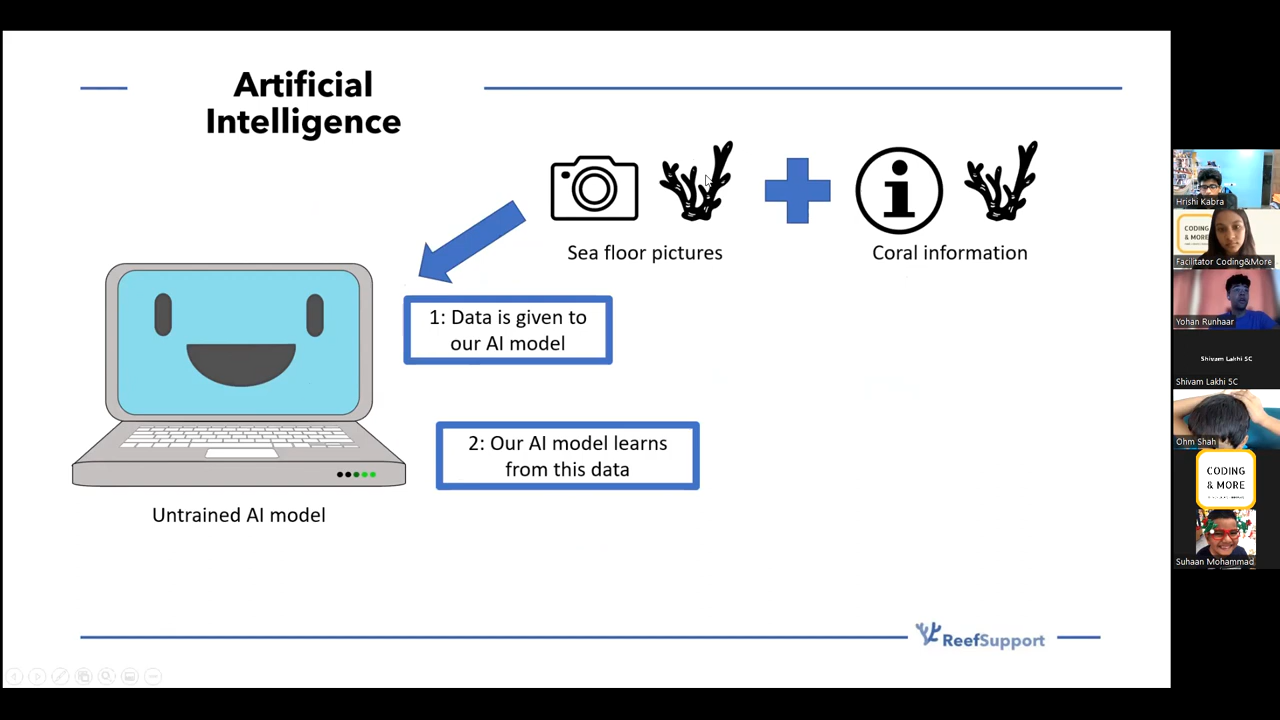 Artificial
Intelligence
Sea floor pictures
Coral information
1: Data is given to
our AI model
2: Our AI model learns
from this data
Untrained AI model
ReefSupport
Hrishi Kabra
CODING
& MORE
Facilitator Coding&More
Yohan Runhaar
Shivam Lakhi 5C
Shivam Lakhi 5C
Ohm Shah
CODING
& MORE
Suhaan Mohammad